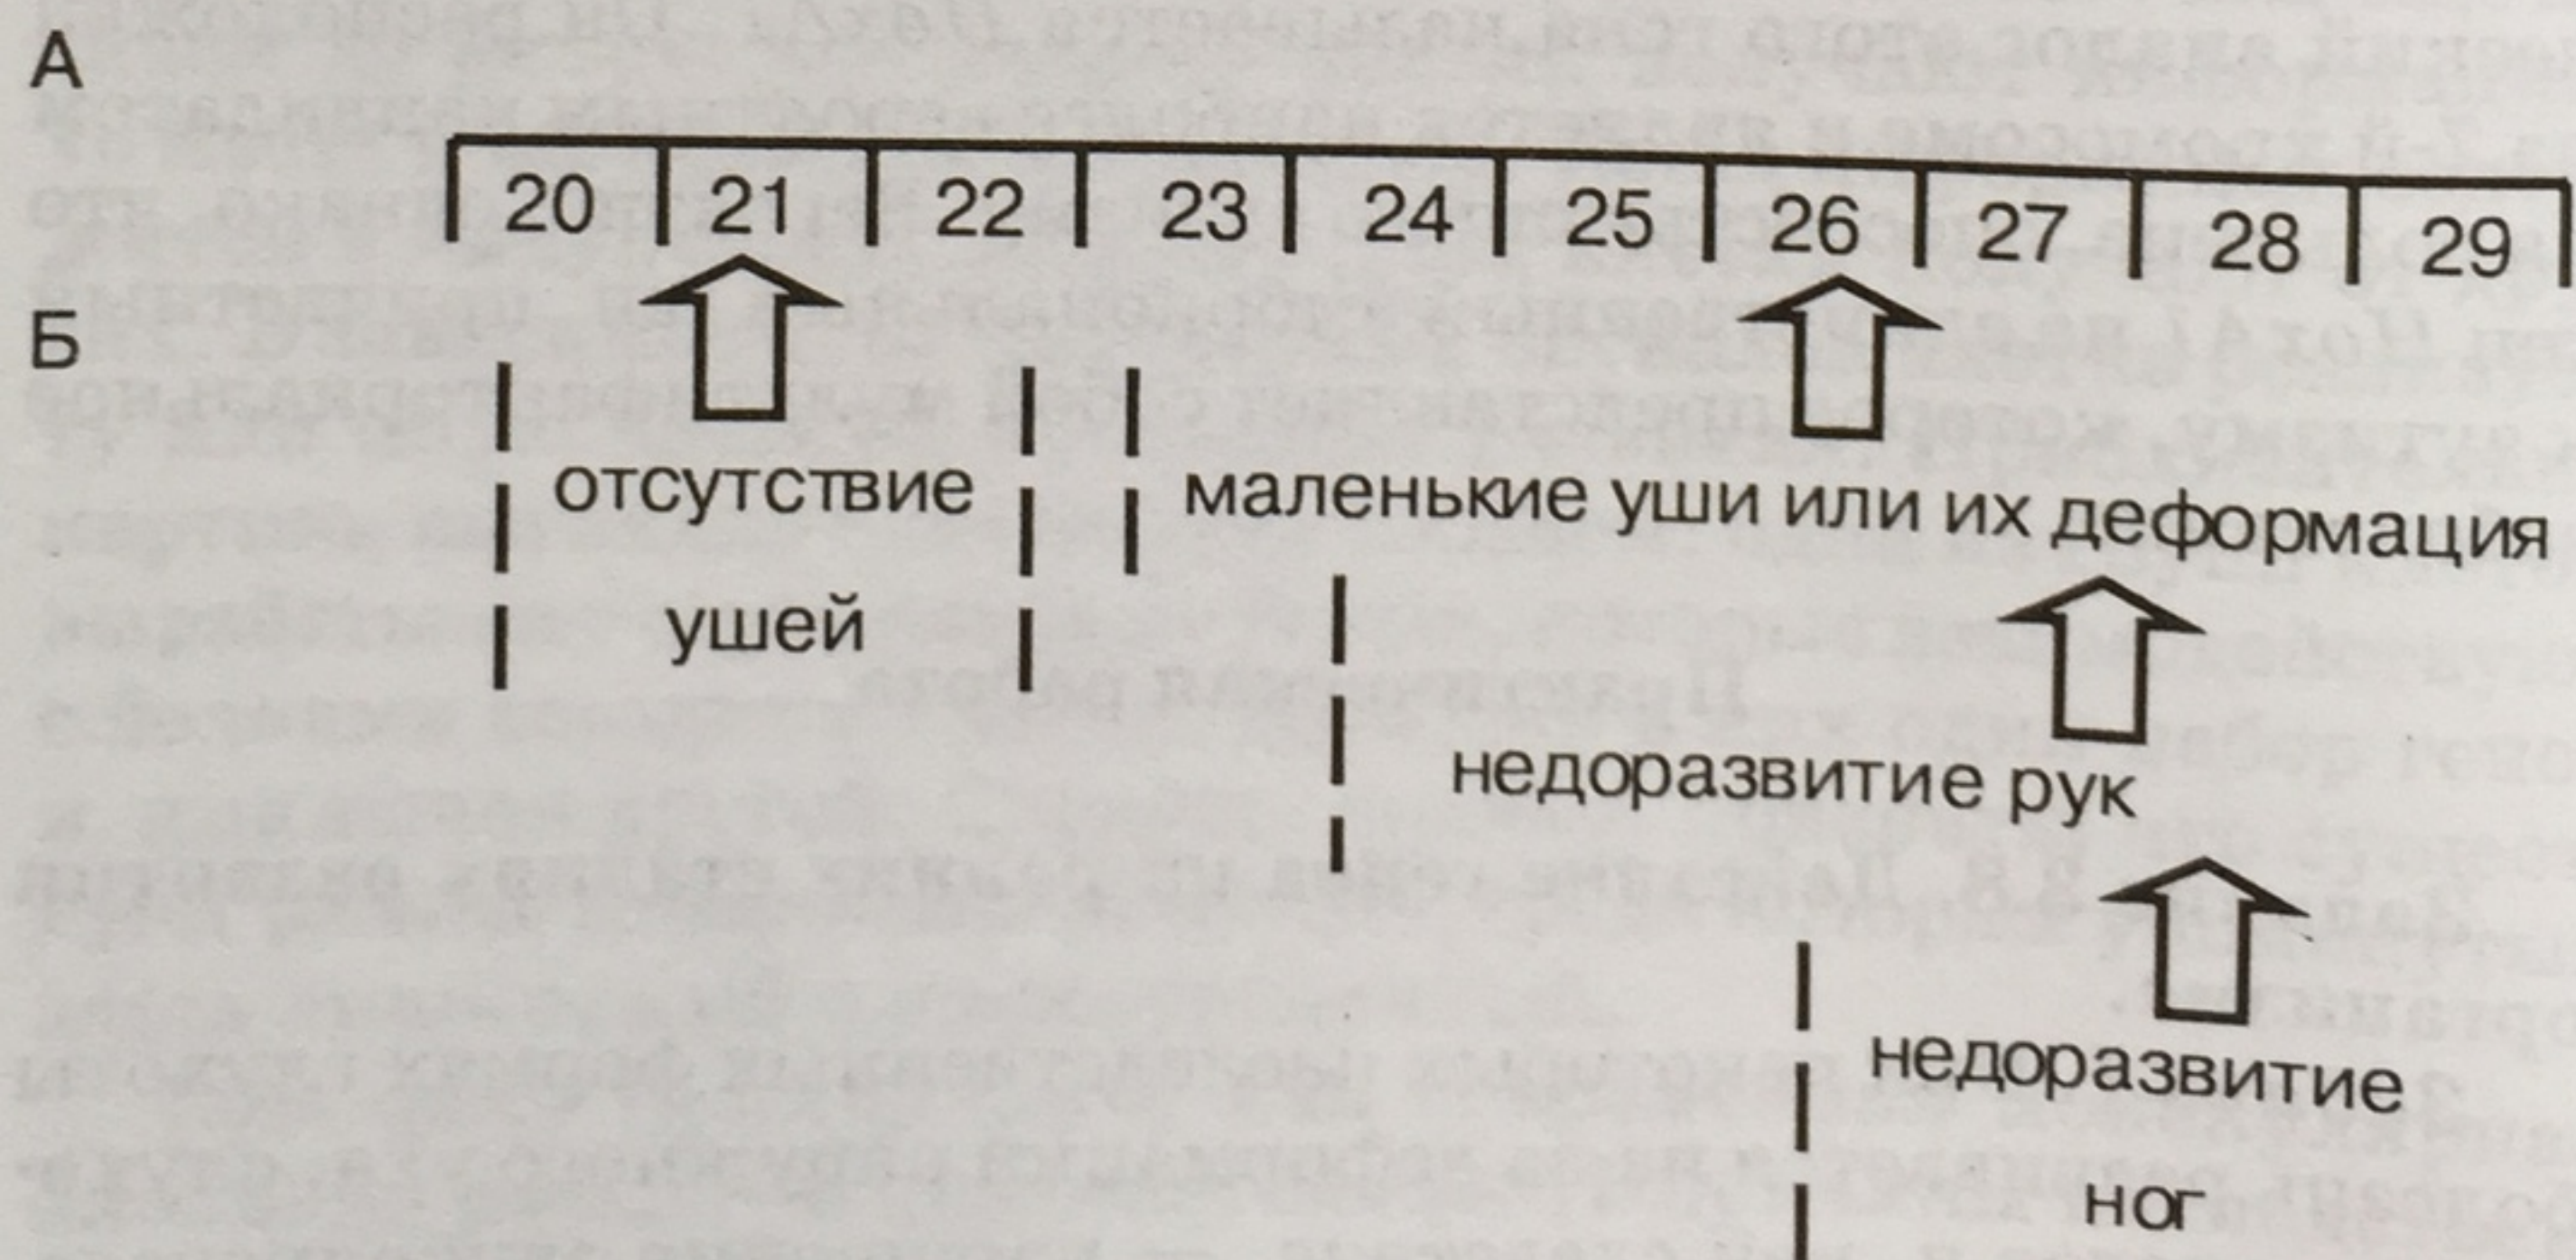 А
20 21 22 23 24 25 26 27 28 29
Б
отсутствие
ушей
маленькие уши или их деформация
недоразвитие рук
недоразвитие
ног